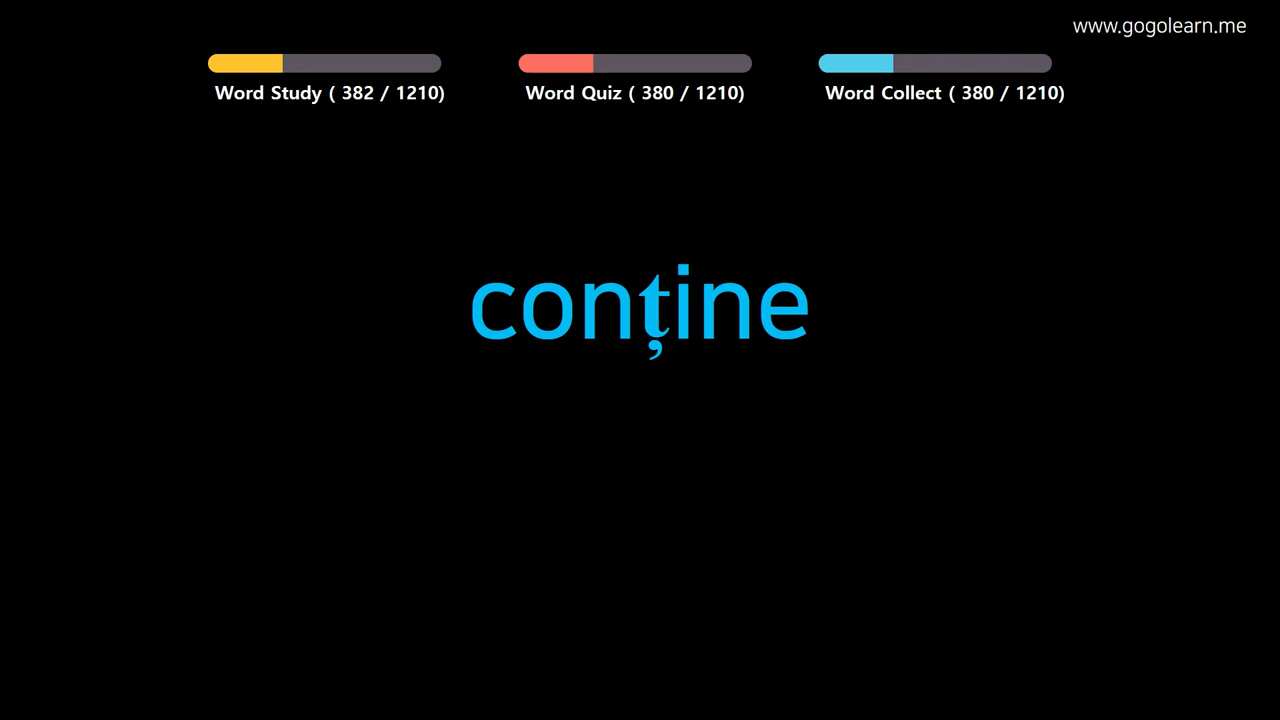 www.gogolearn.me
Word Study ( 382 / 1210)
Word Quiz ( 380 / 1210)
Word Collect ( 380 / 1210)
conține